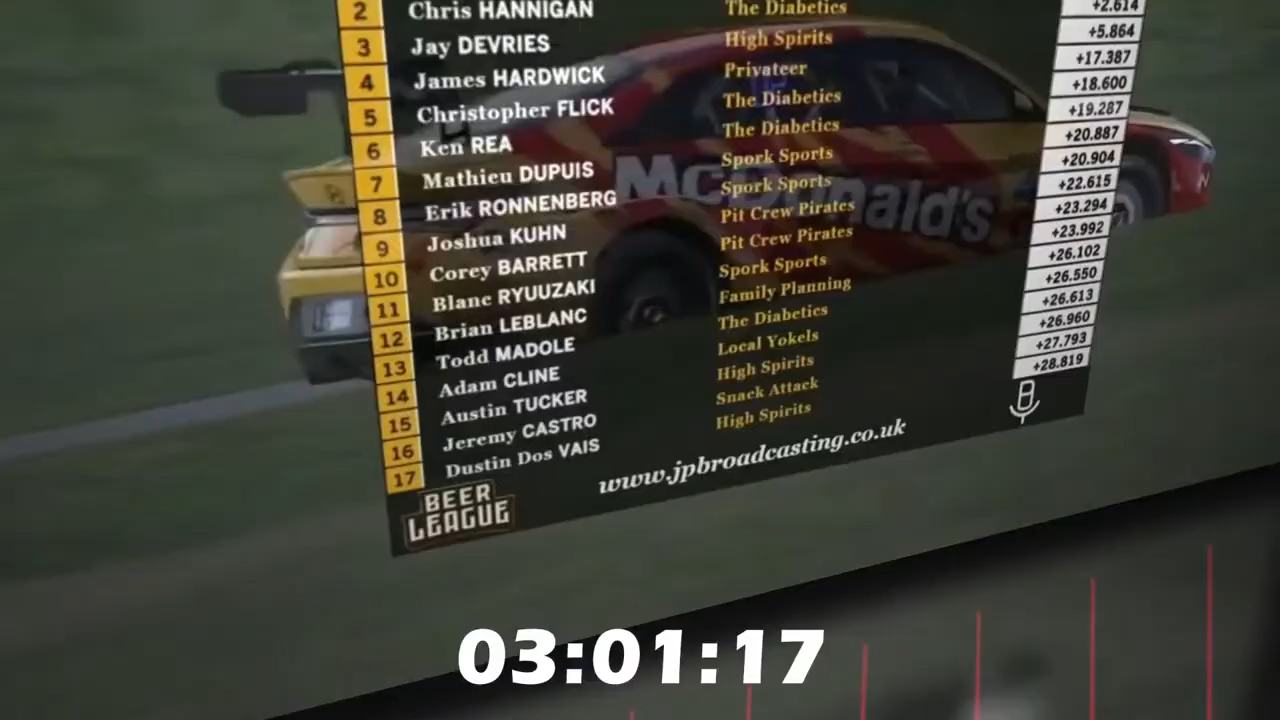 2 Chris HANNIGAN The Diabetics +2.614
3 Jay DEVRIES High Spirits +5.864
4 James HARDWICK Privateer +17.387
5 Christopher FLICK The Diabetics +18.600
6 Ken REA The Diabetics +19.287
7 Mathieu DUPUIS Spork Sports +20.887
8 Erik RONNENBERG Spork Sports +20.904
9 Joshua KUHN Pit Crew Pirates +22.615
10 Corey BARRETT Pit Crew Pirates +23.294
11 Blane RYUUZAKI Spork Sports +23.992
12 Brian LEBLANC Family Planning +26.102
13 Todd MADOLE The Diabetics +26.550
14 Adam CLINE Local Yokels +26.613
15 Austin TUCKER High Spirits +26.960
16 Jeremy CASTRO Snack Attack +27.793
17 Dustin Dos VAIS High Spirits +28.819
McDonald's
BEER
LEAGUE
www.jpbroadcasting.co.uk
03:01:17